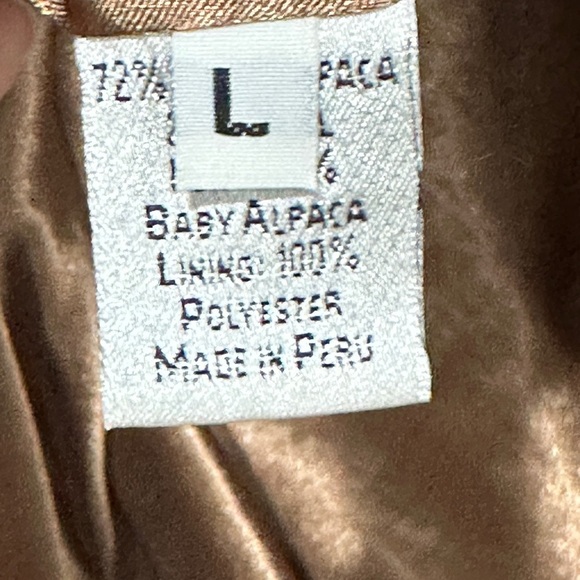 72%
L
BABY ALPACA
LINING: 100%
POLYESTER
MADE IN PERU